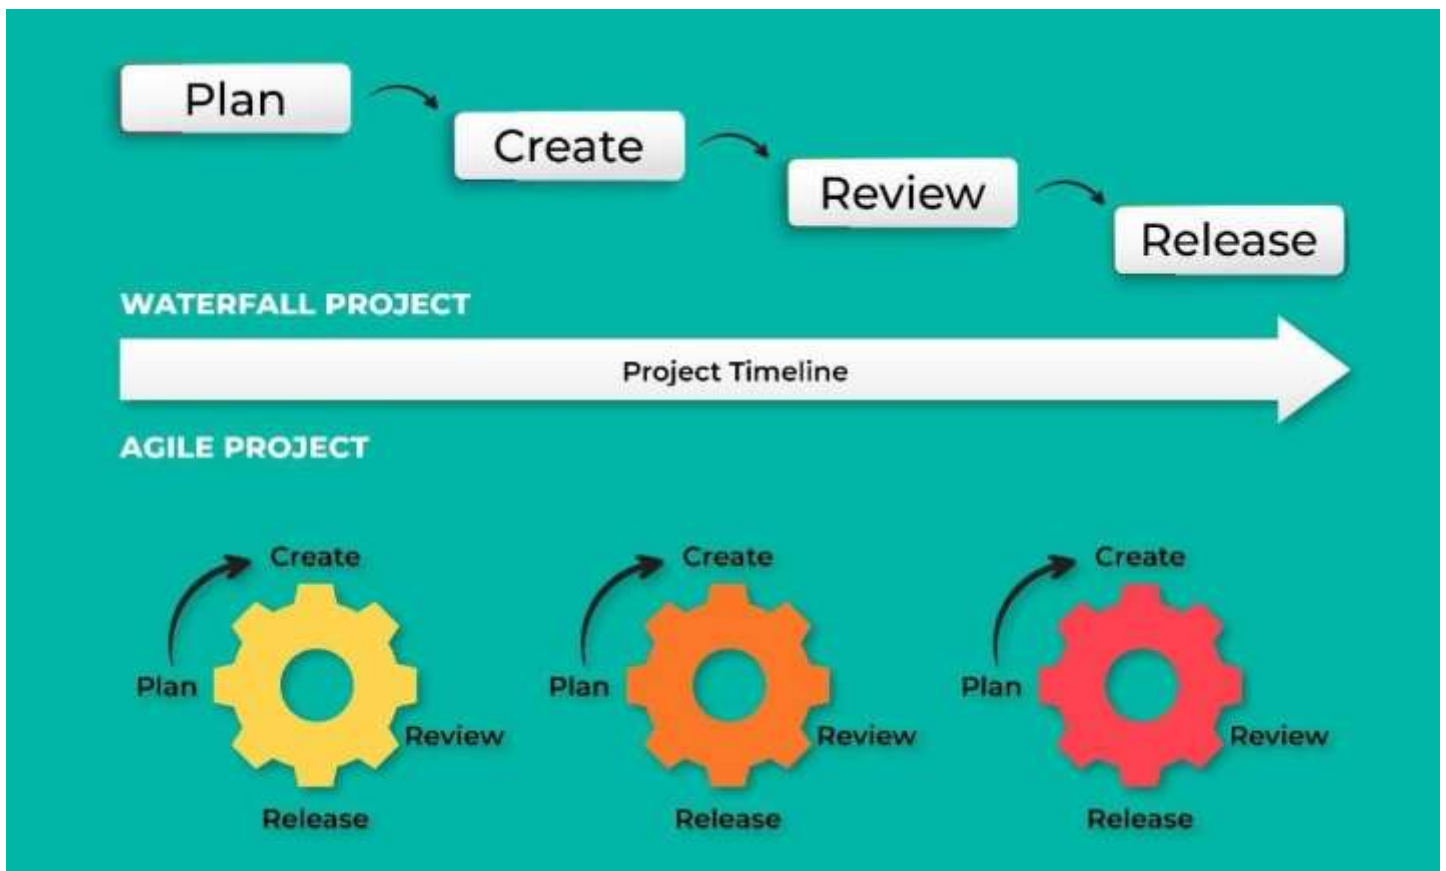 Plan
Create
Review
Release
WATERFALL PROJECT
Project Timeline
AGILE PROJECT
Create
Plan
Review
Release
Create
Plan
Review
Release
Create
Plan
Review
Release